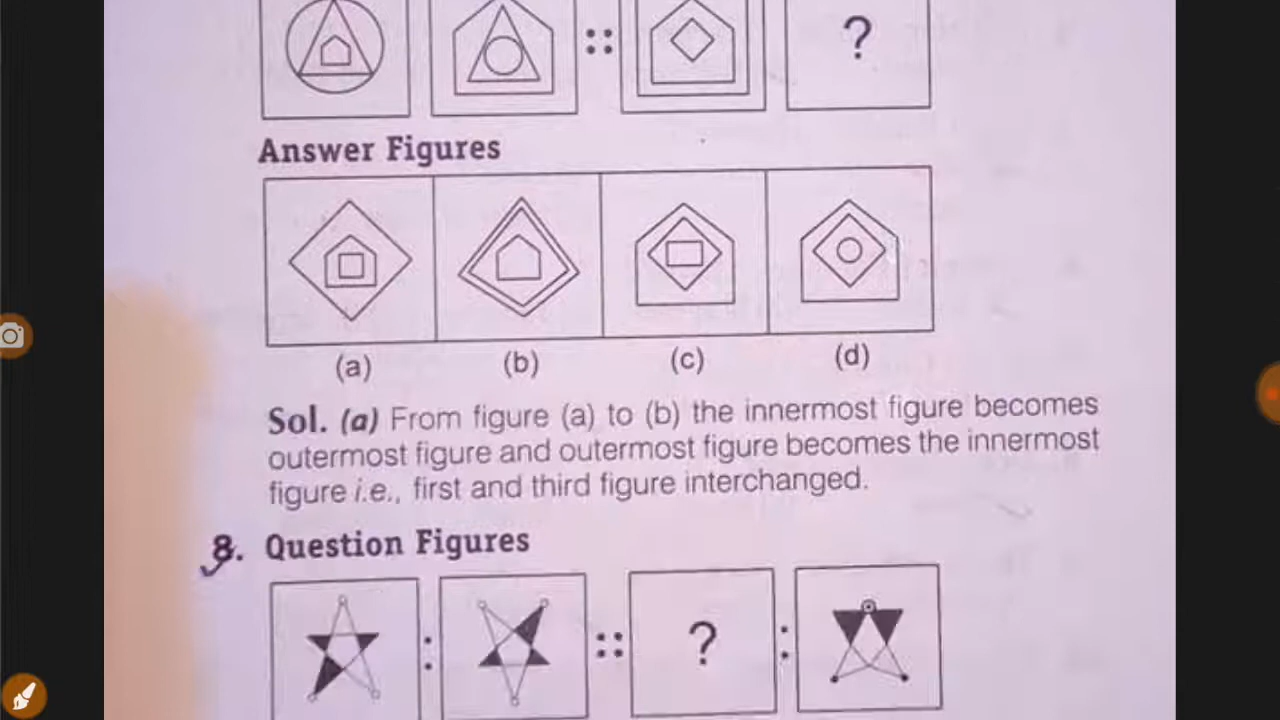 : : ?
Answer Figures
(a) (b) (c) (d)
Sol. (a) From figure (a) to (b) the innermost figure becomes
outermost figure and outermost figure becomes the innermost
figure i.e., first and third figure interchanged.
8. Question Figures
: : : ? :